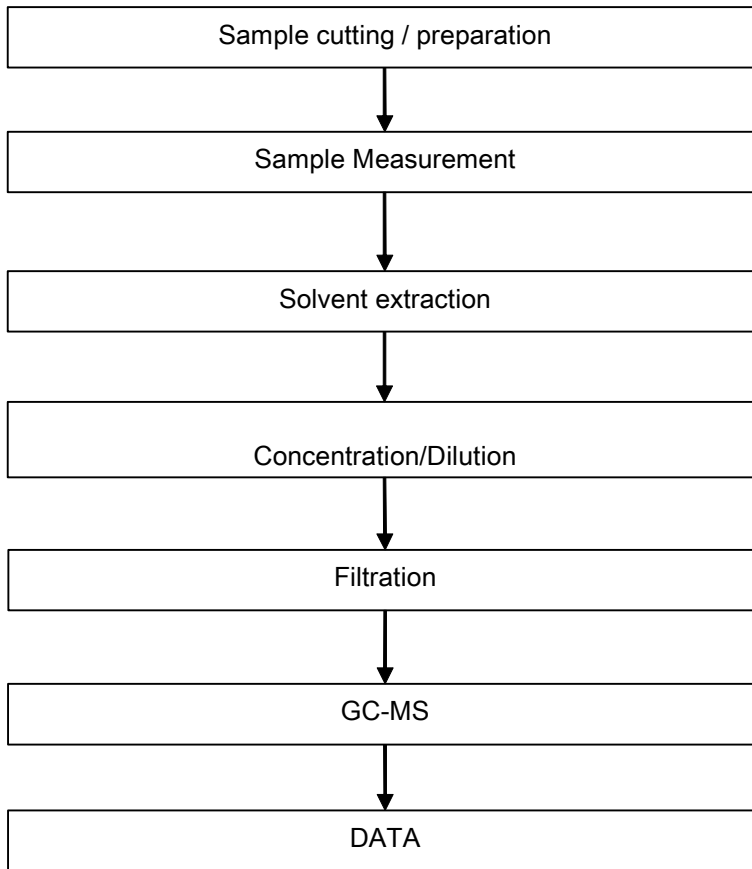 Sample cutting / preparation
Sample Measurement
Solvent extraction
Concentration/Dilution
Filtration
GC-MS
DATA